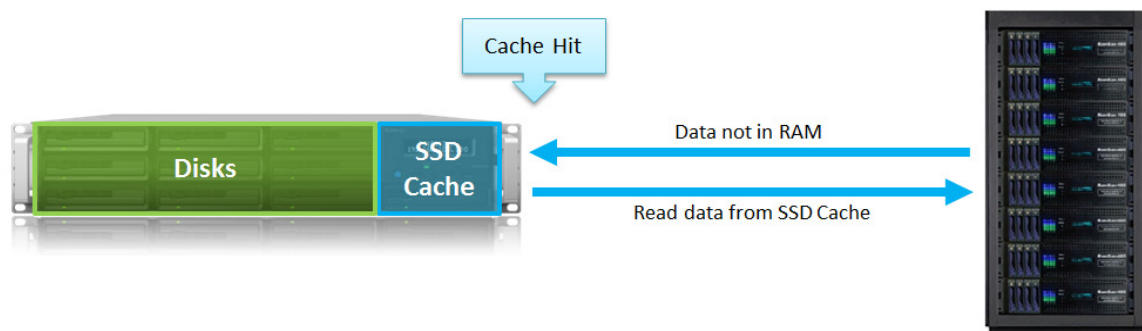 Cache Hit
Data not in RAM
Disks
SSD
Cache
Read data from SSD Cache